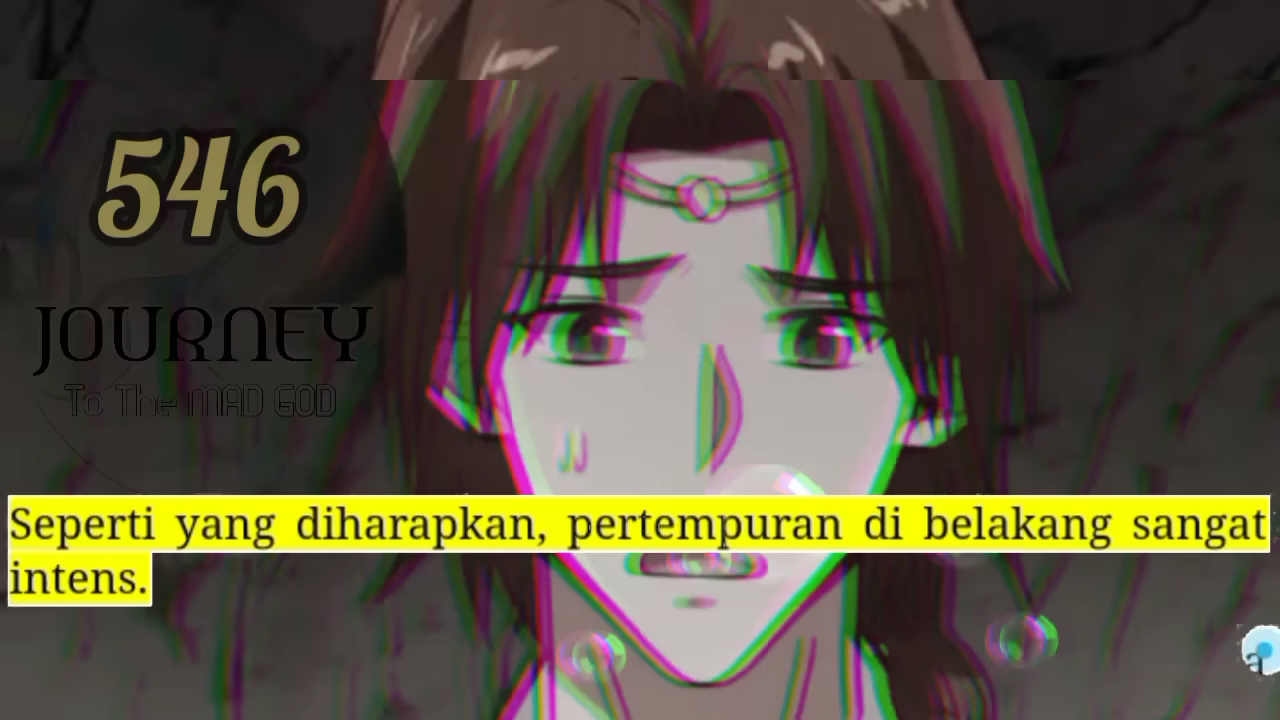 546
JOURNEY
To The MAD GOD
Seperti yang diharapkan, pertempuran di belakang sangat
intens.
a